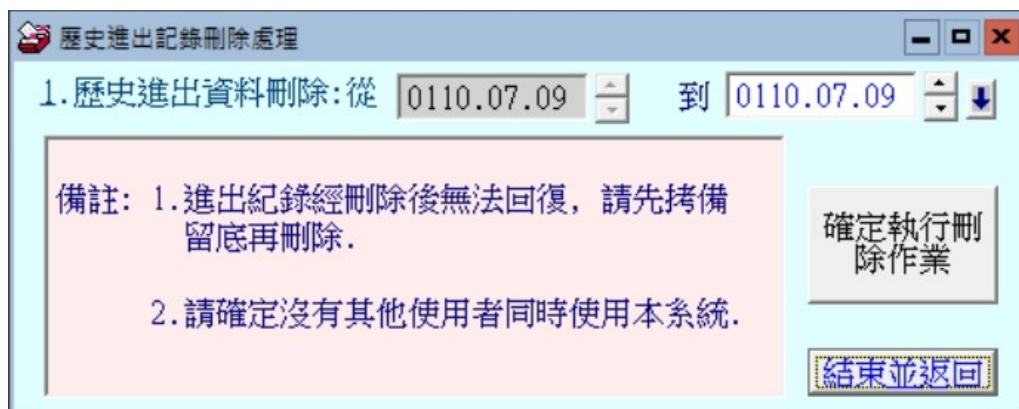 歷史進出記錄刪除處理
1.歷史進出資料刪除:從 0110.07.09 到 0110.07.09
備註: 1.進出紀錄經刪除後無法回復, 請先拷備
留底再刪除.
2.請確定沒有其他使用者同時使用本系統.
確定執行刪
除作業
結束並返回